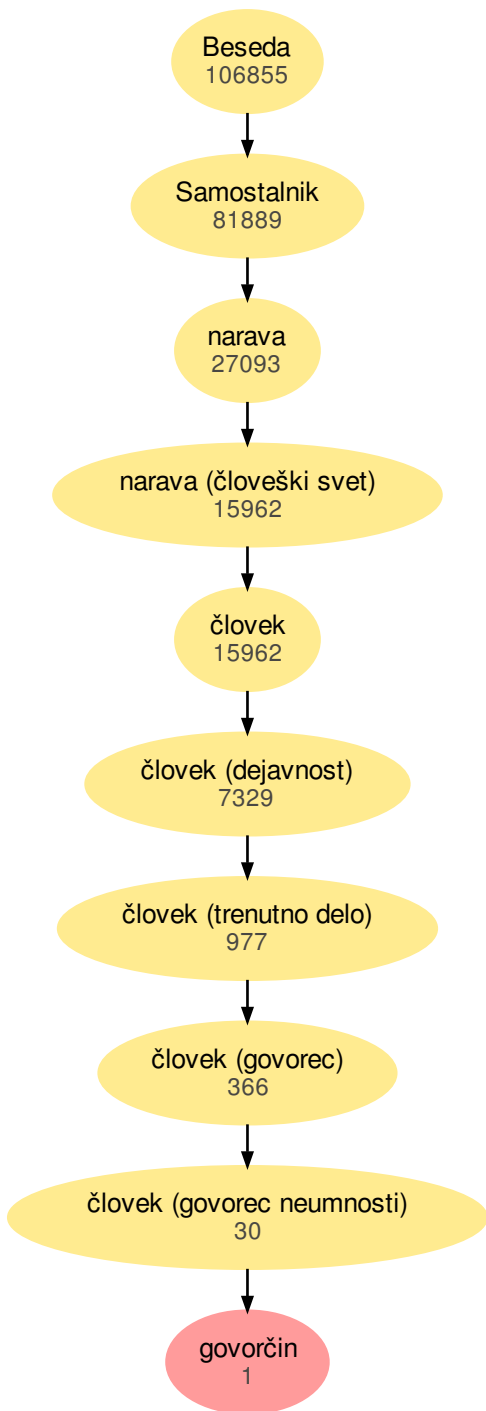 Beseda
106855
Samostalnik
81889
narava
27093
narava (človeški svet)
15962
človek
15962
človek (dejavnost)
7329
človek (trenutno delo)
977
človek (govorec)
366
človek (govorec neumnosti)
30
govorčin
1